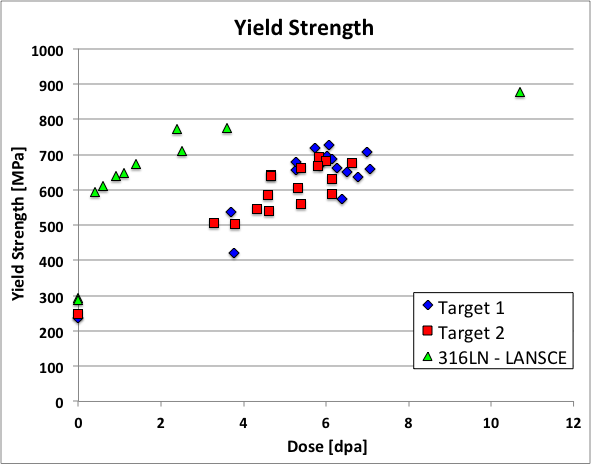 Yield Strength
Yield Strength [MPa]
1000
900
800
700
600
500
400
300
200
100
0
0 2 4 6 8 10 12
Dose [dpa]
Target 1
Target 2
316LN - LANSCE